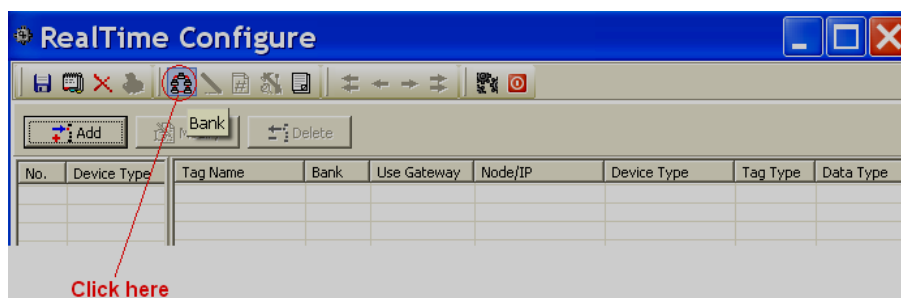 RealTime Configure
Add
Bank
Delete
No. Device Type Tag Name Bank Use Gateway Node/IP Device Type Tag Type Data Type
Click here